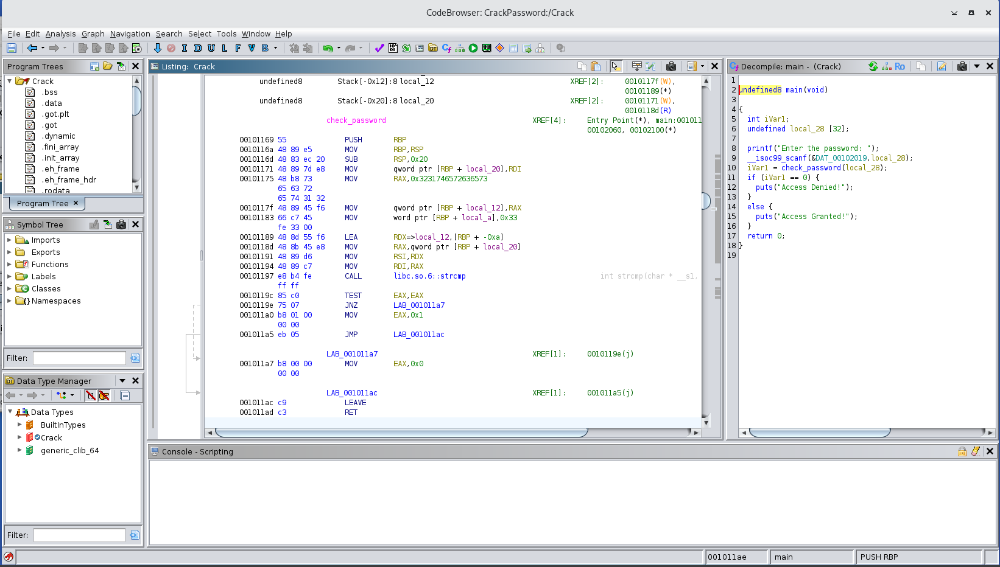 CodeBrowser: CrackPassword:/Crack
File Edit Analysis Graph Navigation Search Select Tools Window Help
I D U L F V B
Program Trees
Crack
.bss
.data
.got.plt
.got
.dynamic
.fini_array
.init_array
.eh_frame
.eh_frame_hdr
.rodata
Program Tree
Symbol Tree
Imports
Exports
Functions
Labels
Classes
Namespaces
Filter:
Data Type Manager
Data Types
BuiltInTypes
Crack
generic_clib_64
Filter:
Listing: Crack
undefined8 Stack[-0x12]:8 local_12 XREF[2]: 0010117f(W),
00101189(*)
undefined8 Stack[-0x20]:8 local_20 XREF[2]: 00101171(W),
0010118d(R)
check_password XREF[4]: Entry Point(*), main:001011
00102060, 00102100(*)
00101169 55 PUSH RBP
0010116a 48 89 e5 MOV RBP,RSP
0010116d 48 83 ec 20 SUB RSP,0x20
00101171 48 89 7d e8 MOV qword ptr [RBP + local_20],RDI
00101175 48 b8 73 MOV RAX,0x3231746572636573
65 63 72
65 74 31 32
0010117f 48 89 45 f6 MOV qword ptr [RBP + local_12],RAX
00101183 66 c7 45 MOV word ptr [RBP + local_a],0x33
fe 33 00
00101189 48 8d 55 f6 LEA RDX=>local_12,[RBP + -0xa]
0010118d 48 8b 45 e8 MOV RAX,qword ptr [RBP + local_20]
00101191 48 89 d6 MOV RSI,RDX
00101194 48 89 c7 MOV RDI,RAX
00101197 e8 b4 fe CALL libc.so.6::strcmp int strcmp(char * __s1,
ff ff
0010119c 85 c0 TEST EAX,EAX
0010119e 75 07 JNZ LAB_001011a7
001011a0 b8 01 00 MOV EAX,0x1
00 00
001011a5 eb 05 JMP LAB_001011ac
LAB_001011a7 XREF[1]: 0010119e(j)
001011a7 b8 00 00 MOV EAX,0x0
00 00
LAB_001011ac XREF[1]: 001011a5(j)
001011ac c9 LEAVE
001011ad c3 RET
Decompile: main - (Crack)
Ro
1
2 undefined8 main(void)
3
4 {
5 int iVar1;
6 undefined local_28 [32];
7
8 printf("Enter the password: ");
9 __isoc99_scanf(&DAT_00102019,local_28);
10 iVar1 = check_password(local_28);
11 if (iVar1 == 0) {
12 puts("Access Denied!");
13 }
14 else {
15 puts("Access Granted!");
16 }
17 return 0;
18 }
19
Console - Scripting
001011ae main PUSH RBP